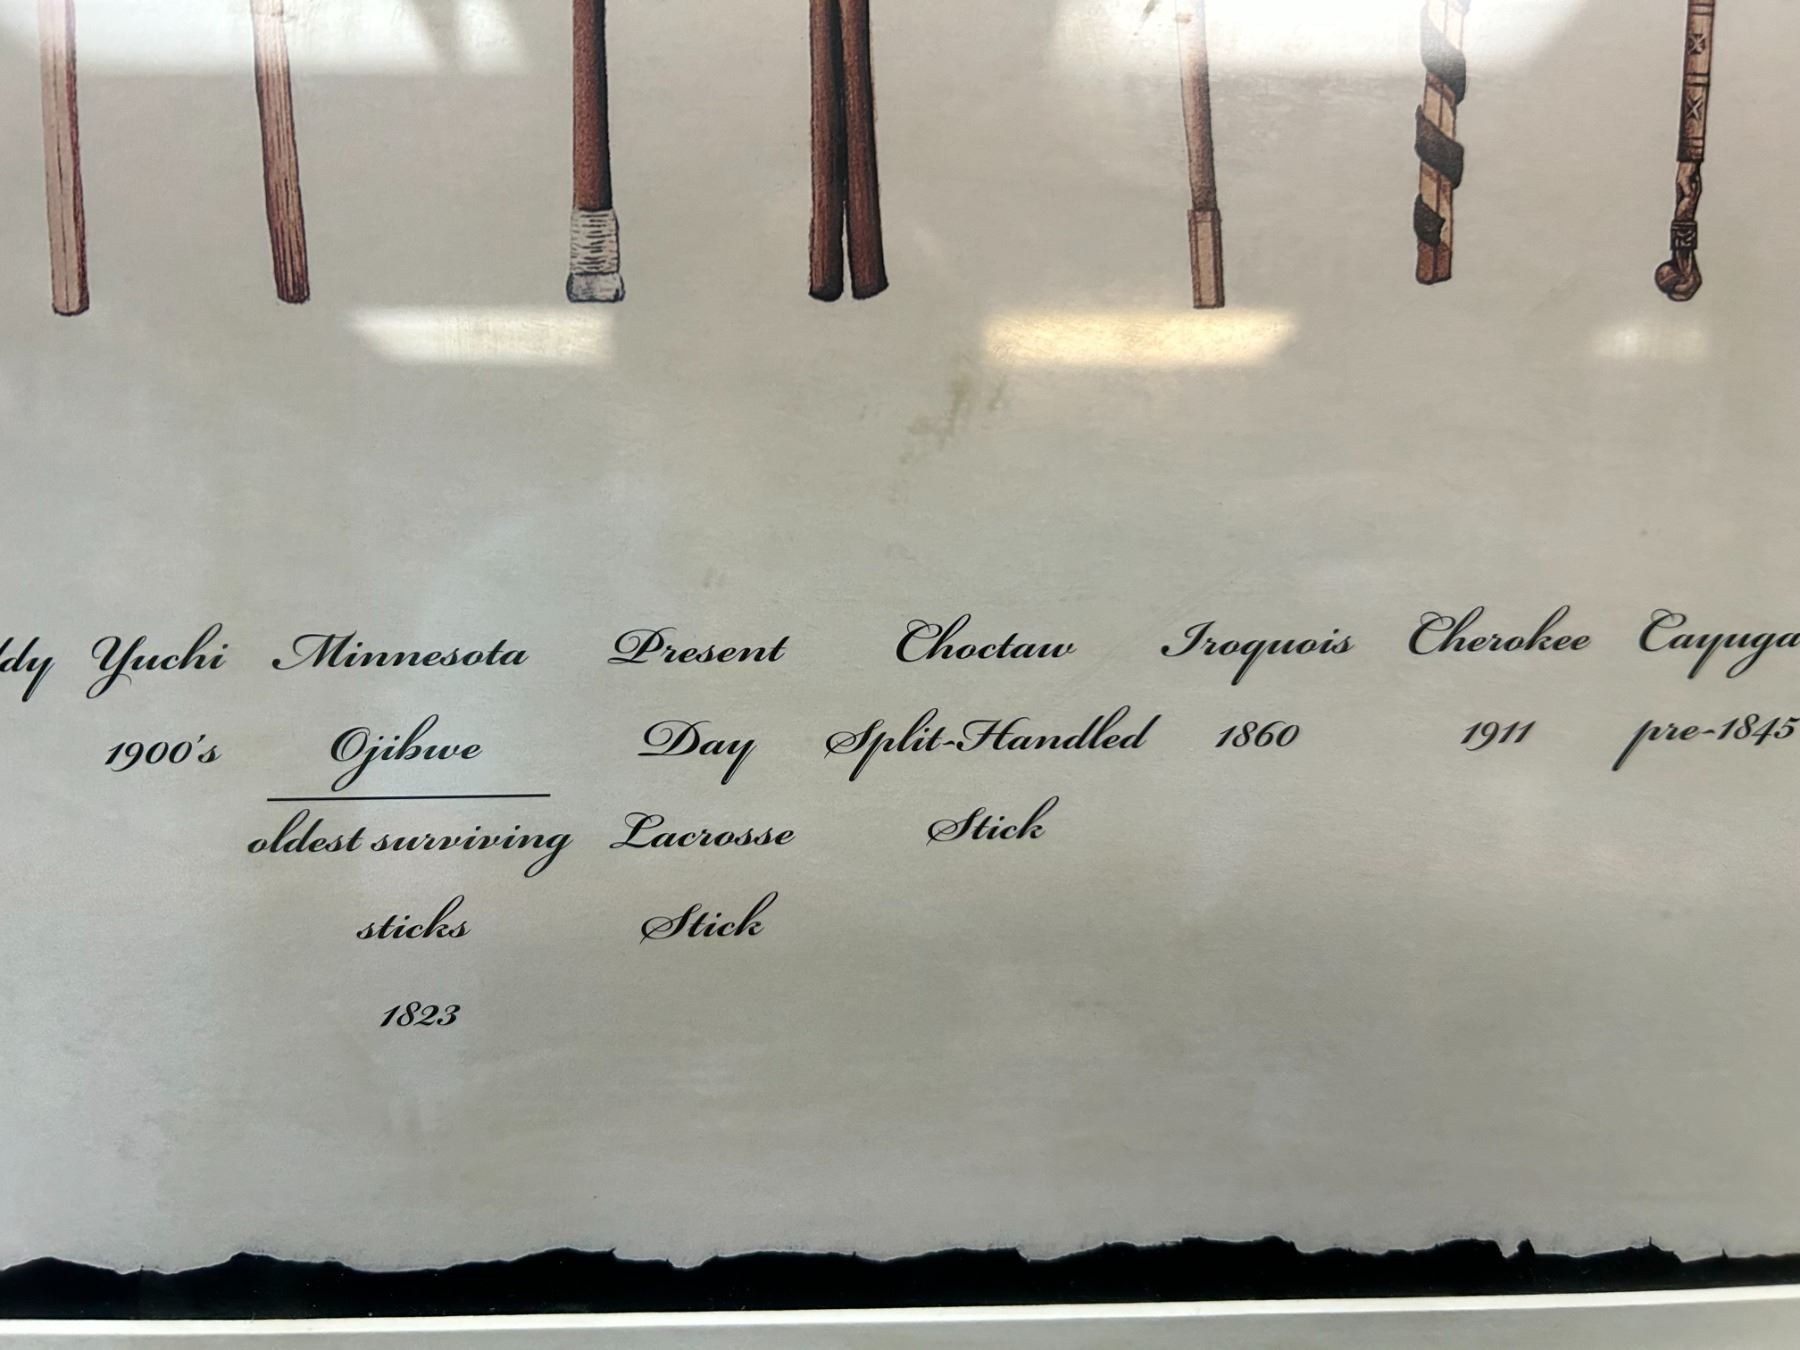 Yuchi
1900's
Minnesota
Ojibwe
oldest surviving
sticks
1823
Present
Day
Lacrosse
Stick
Choctaw
Split-Handled
Stick
Iroquois
1860
Cherokee
1911
Cayuga
pre-1845